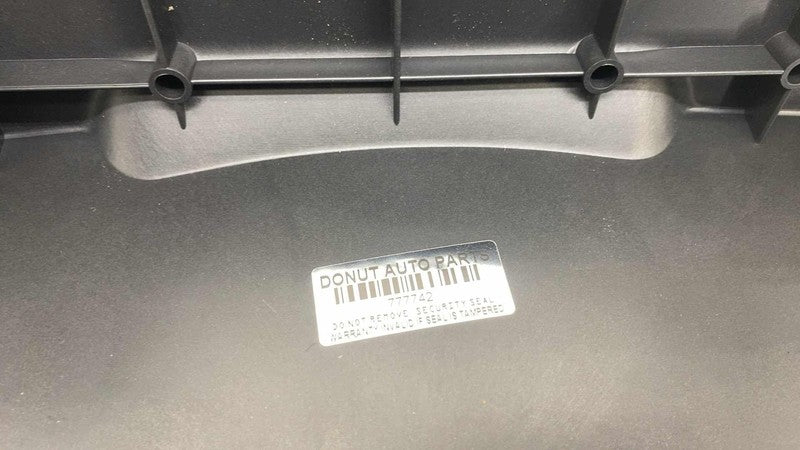 DONUT AUTO PARTS
777742
DO NOT REMOVE SECURITY SEAL
WARRANTY INVALID IF SEAL IS TAMPERED